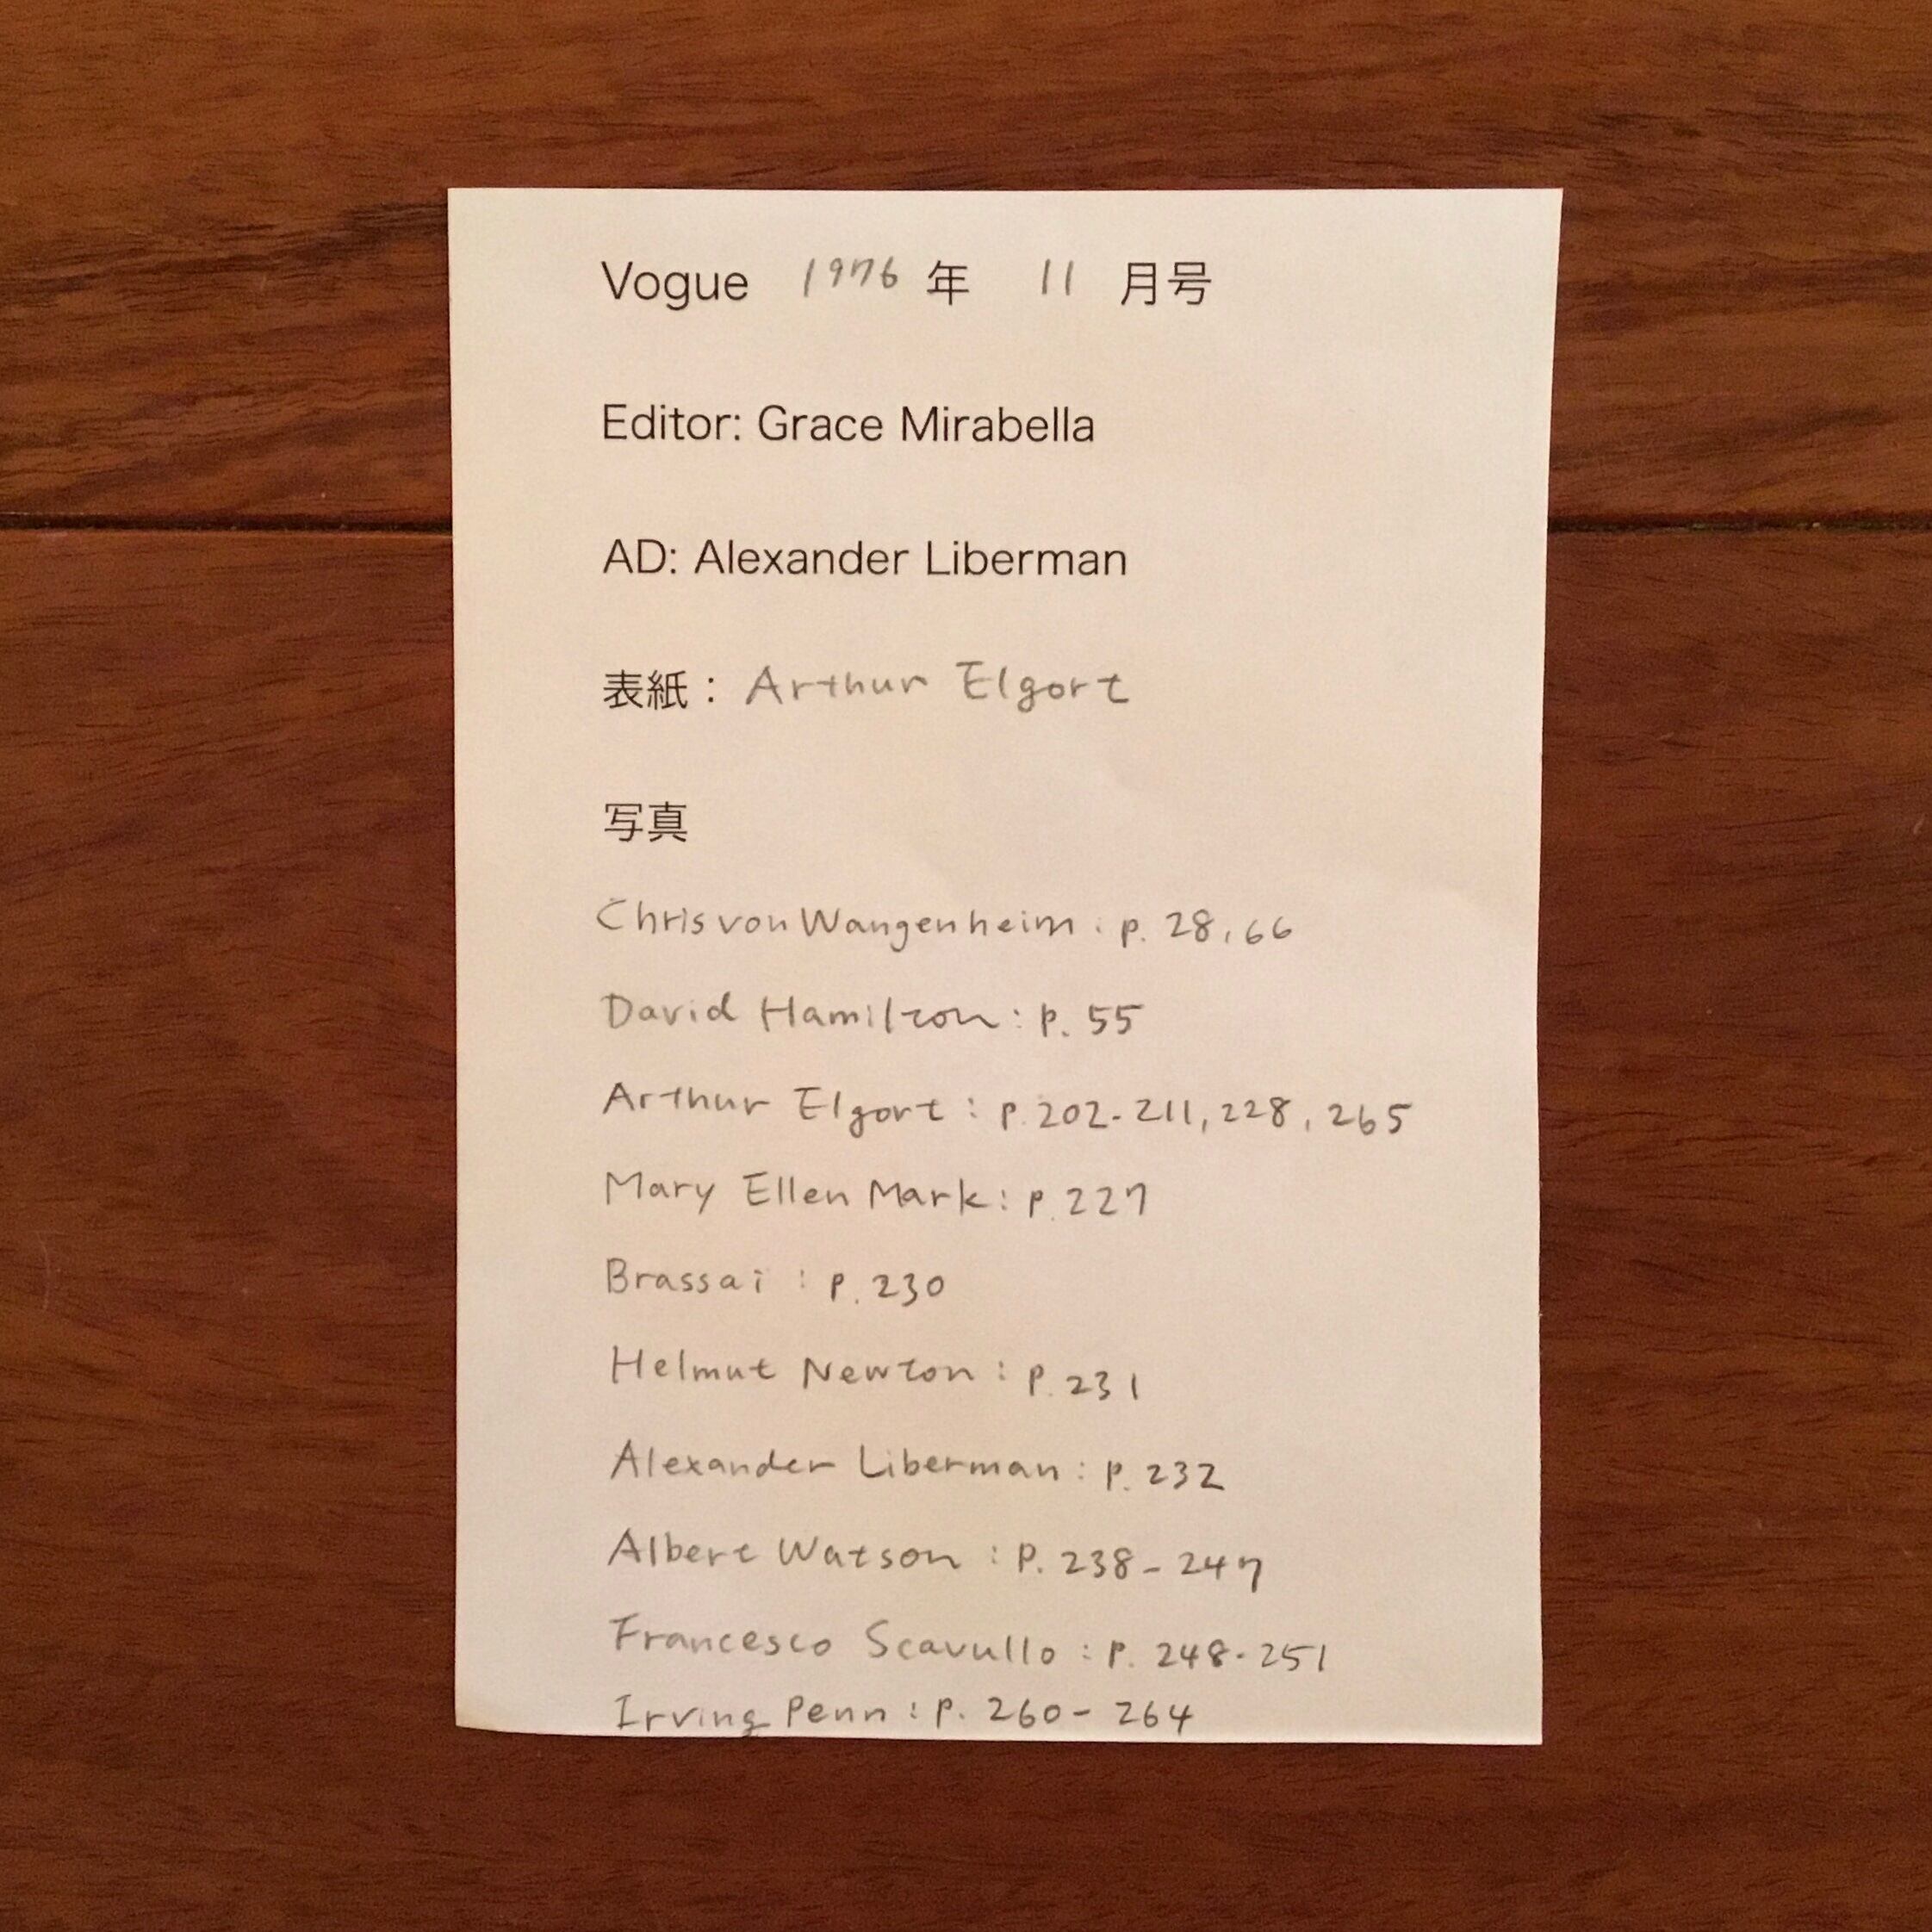 Vogue 1976 年 11 月号
Editor: Grace Mirabella
AD: Alexander Liberman
表紙： Arthur Elgort
写真
Chris von Wangenheim : p. 28, 66
David Hamilton : p. 55
Arthur Elgort : p. 202-211, 228, 265
Mary Ellen Mark : p. 227
Brassaï : p. 230
Helmut Newton : p. 231
Alexander Liberman : p. 232
Albert Watson : p. 238-247
Francesco Scavullo : p. 248-251
Irving Penn : p. 260-264